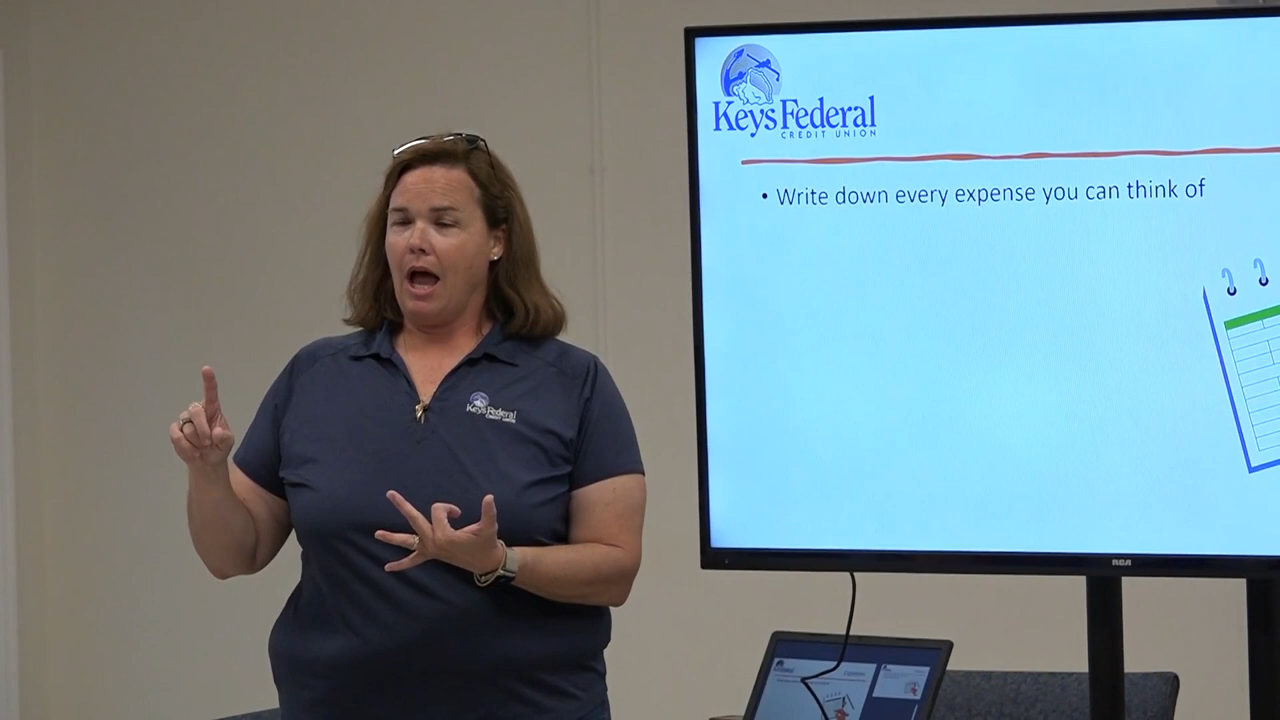 Keys Federal
CREDIT UNION
• Write down every expense you can think of
Keys Federal
CREDIT UNION
RCA